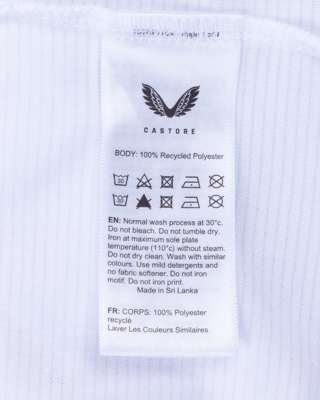 CASTORE
BODY: 100% Recycled Polyester
30
30
EN: Normal wash process at 30°c.
Do not bleach. Do not tumble dry.
Iron at maximum sole plate
temperature (110°c) without steam.
Do not dry clean. Wash with similar
colours. Use mild detergents and
no fabric softener. Do not iron
motif. Do not iron print.
Made in Sri Lanka
FR: CORPS: 100% Polyester
recyclé
Laver Les Couleurs Similaires